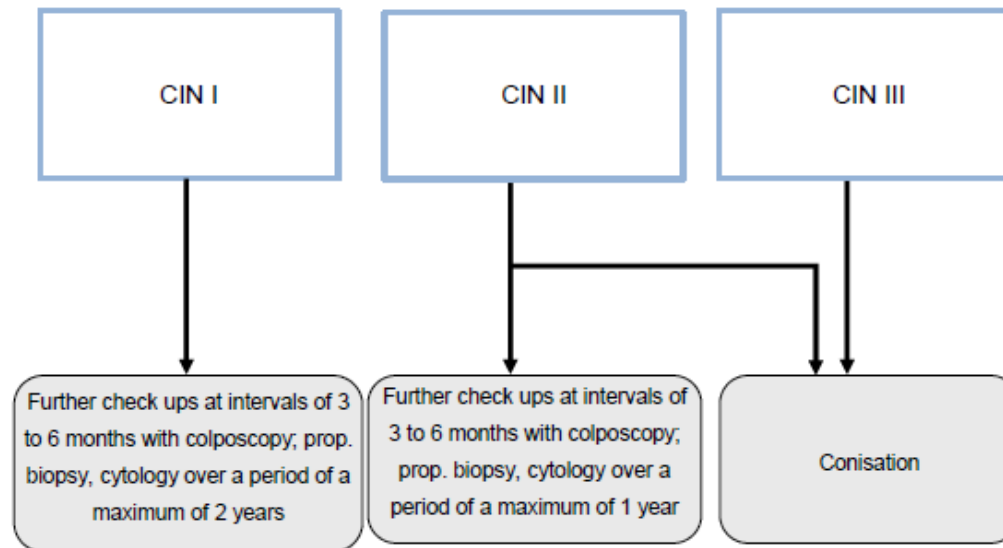 CIN I
CIN II
CIN III
Further check ups at intervals of 3
to 6 months with colposcopy; prop.
biopsy, cytology over a period of a
maximum of 2 years
Further check ups at intervals of
3 to 6 months with colposcopy;
prop. biopsy, cytology over a
period of a maximum of 1 year
Conisation